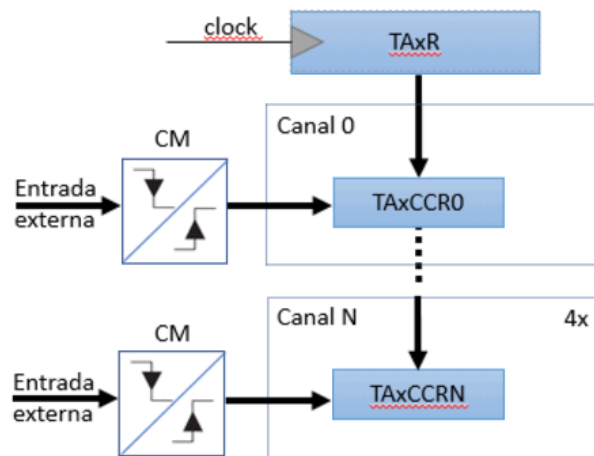 clock
TAxR
Canal 0
CM
Entrada
externa
TAxCCR0
Canal N
4x
CM
Entrada
externa
TAxCCRN